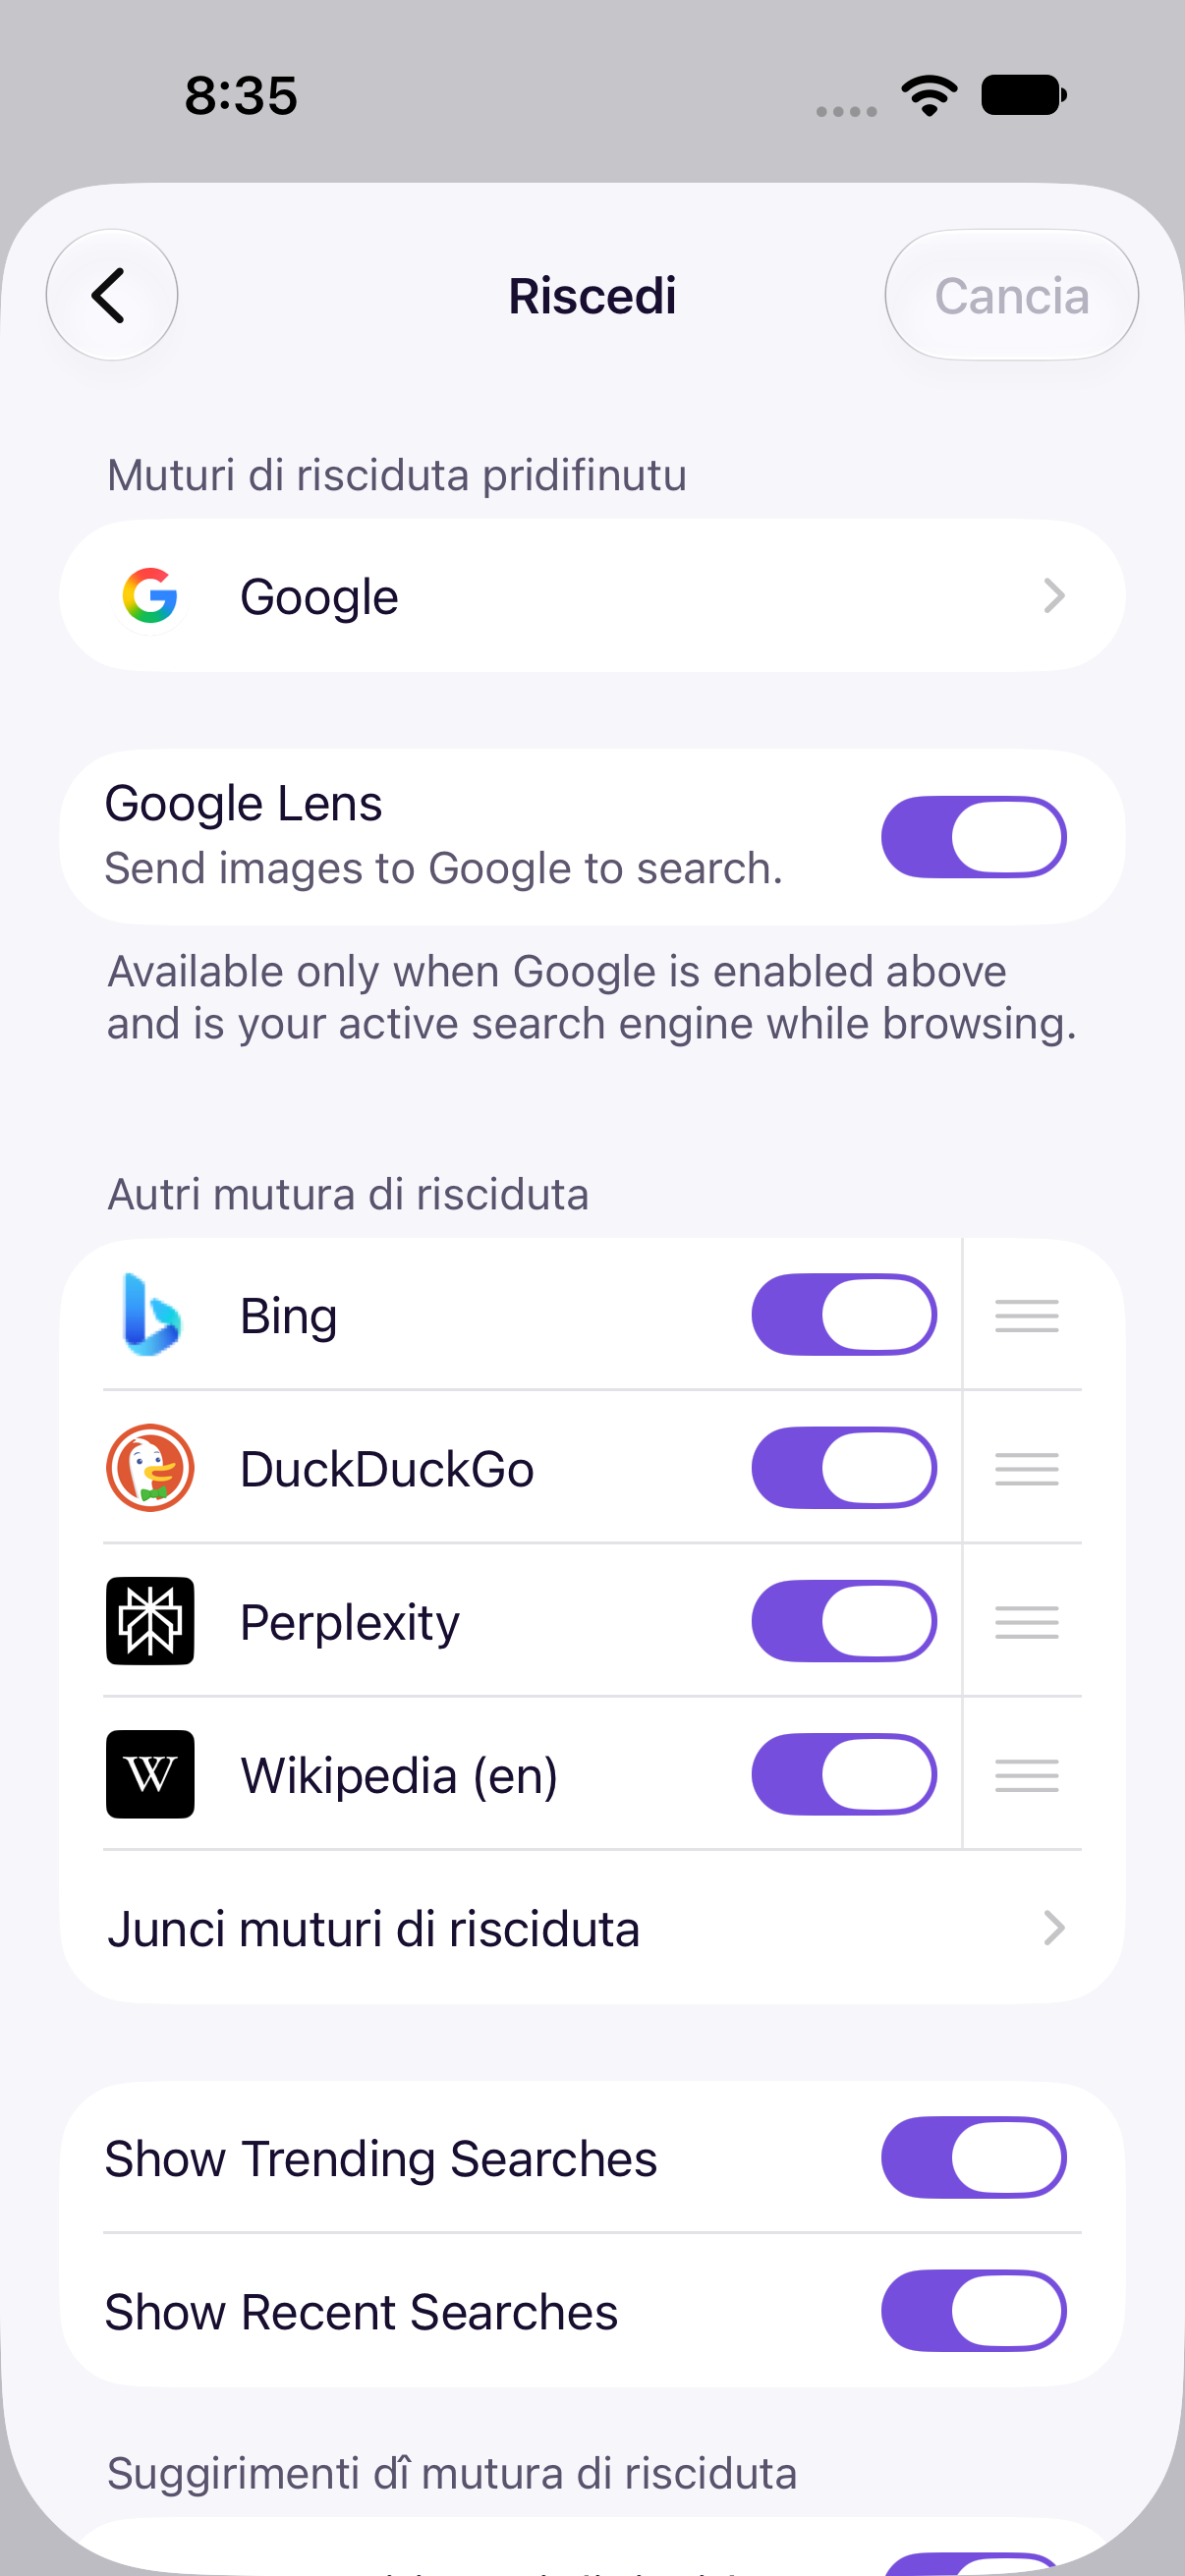 8:35
Riscedi
Cancia
Muturi di risciduta pridifinutu
Google
Google Lens
Send images to Google to search.
Available only when Google is enabled above
and is your active search engine while browsing.
Autri mutura di risciduta
Bing
DuckDuckGo
Perplexity
Wikipedia (en)
Junci muturi di risciduta
Show Trending Searches
Show Recent Searches
Suggirimenti dî mutura di risciduta